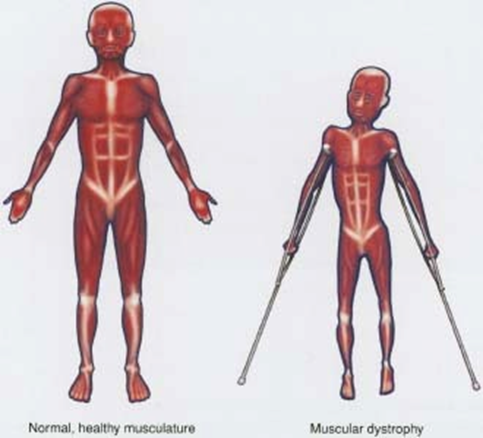 Normal, healthy musculature
Muscular dystrophy